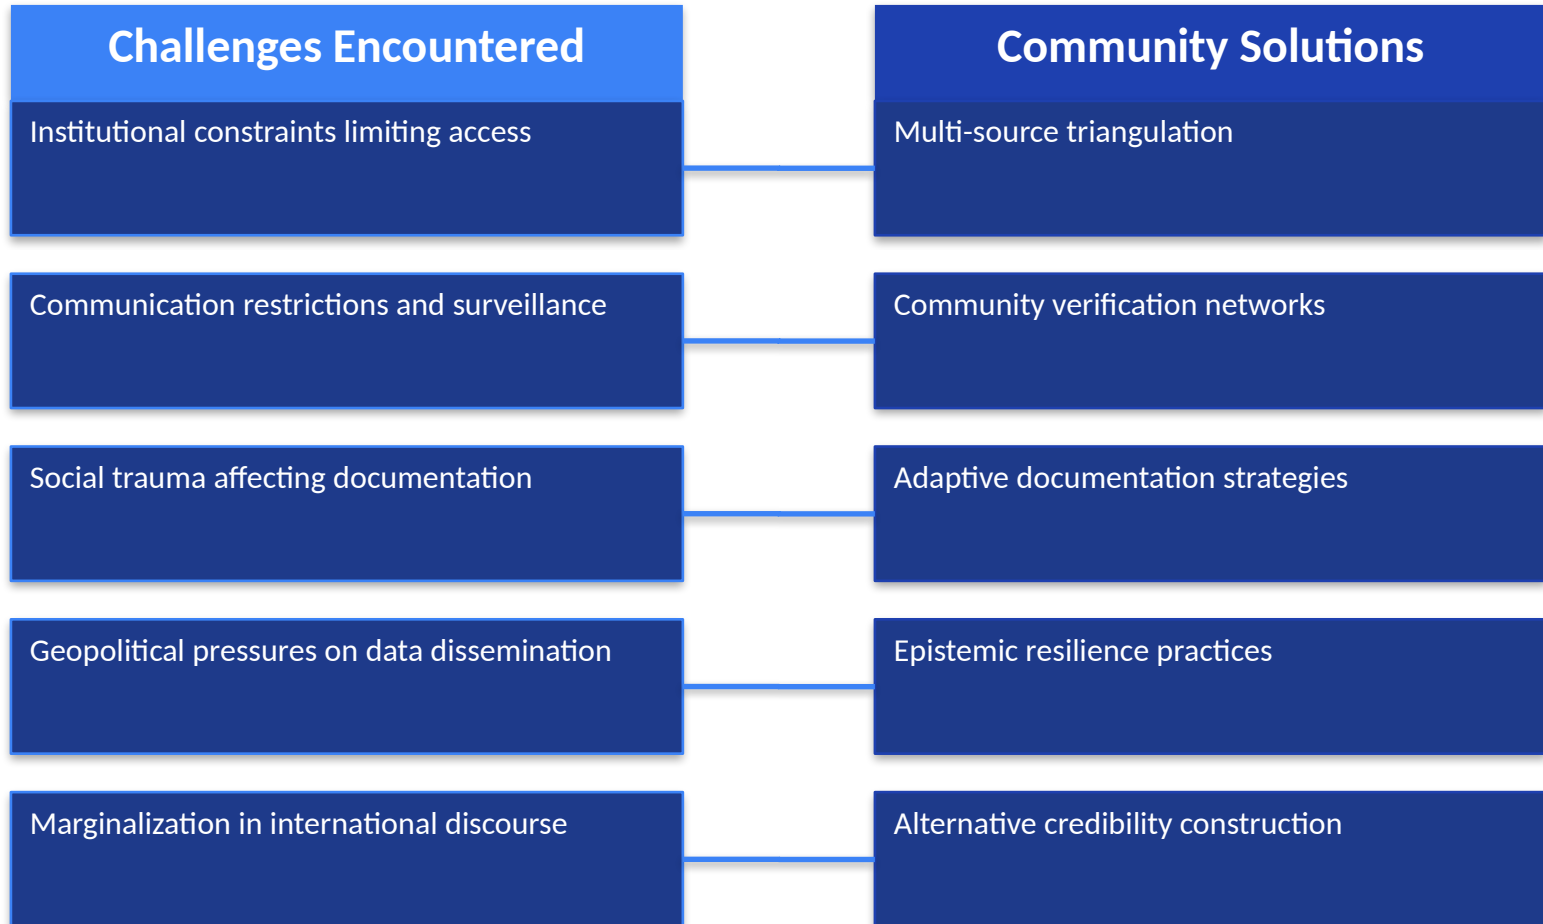 Challenges Encountered
Community Solutions
Institutional constraints limiting access
Multi-source triangulation
Communication restrictions and surveillance
Community verification networks
Social trauma affecting documentation
Adaptive documentation strategies
Geopolitical pressures on data dissemination
Epistemic resilience practices
Marginalization in international discourse
Alternative credibility construction